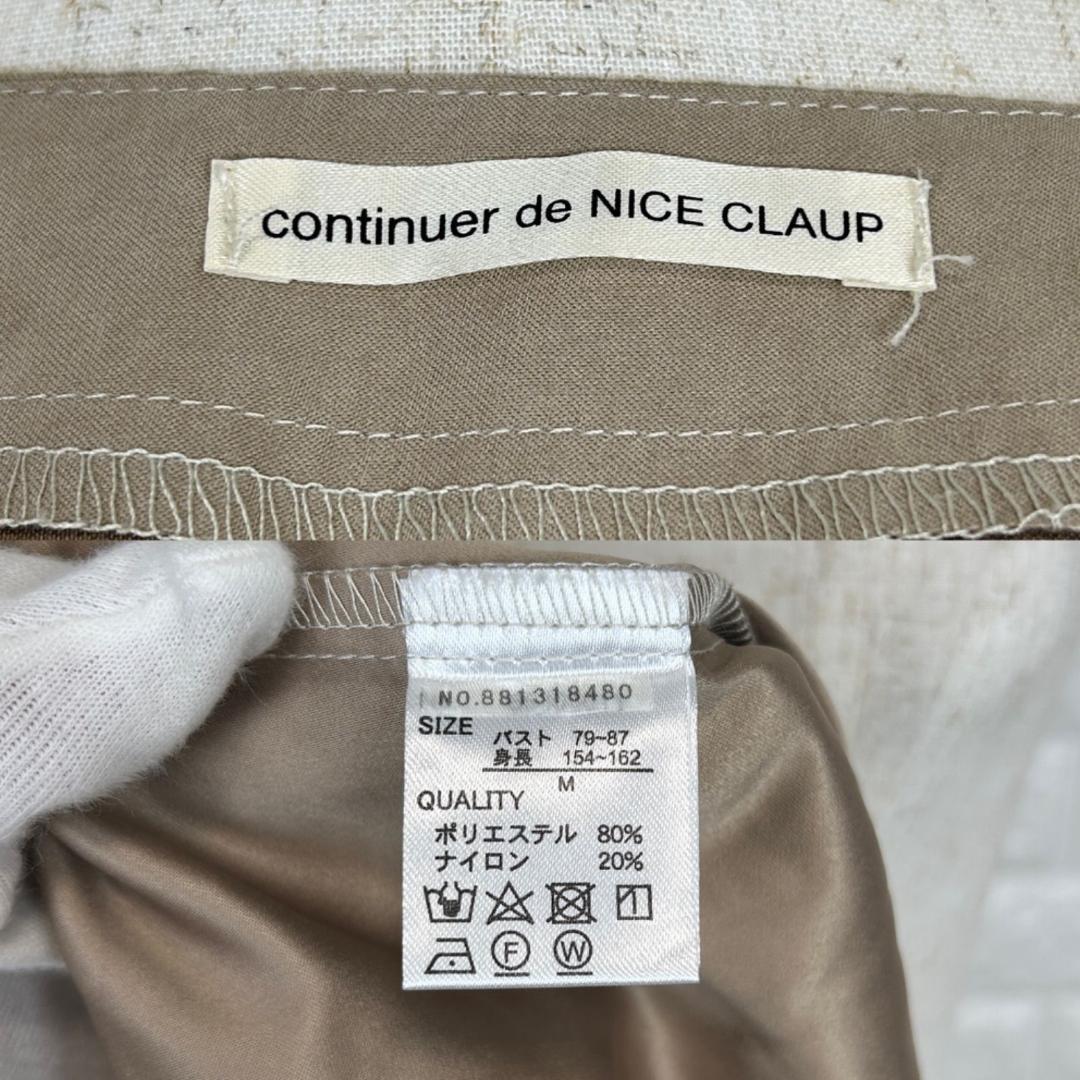 continuer de NICE CLAUP
NO.881318480
SIZE
バスト 79~87
身長 154~162
M
QUALITY
ポリエステル 80%
ナイロン 20%
F W